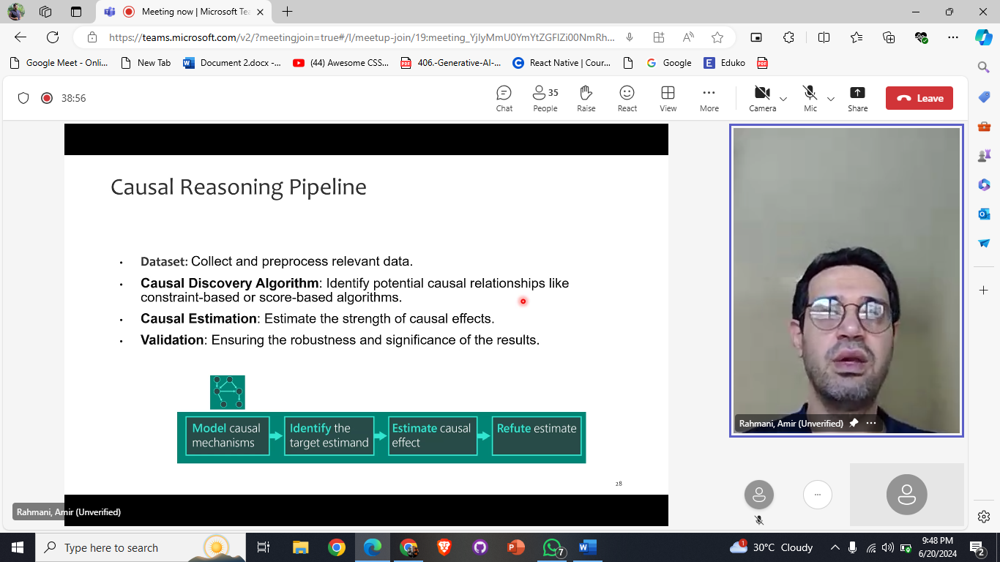 Meeting now | Microsoft Tea
https://teams.microsoft.com/v2/?meetingjoin=true#/l/meetup-join/19:meeting_YjIyMmU0YmYtZGFlZi00NmRh...
Google Meet - Onli...
New Tab
Document 2.docx -...
(44) Awesome CSS...
406.-Generative-AI-...
React Native | Cour...
Google
Eduko
38:56
35
Chat
People
Raise
React
View
More
Camera
Mic
Share
Leave
Causal Reasoning Pipeline
• Dataset: Collect and preprocess relevant data.
• Causal Discovery Algorithm: Identify potential causal relationships like
constraint-based or score-based algorithms.
• Causal Estimation: Estimate the strength of causal effects.
• Validation: Ensuring the robustness and significance of the results.
Model causal
mechanisms
Identify the
target estimand
Estimate causal
effect
Refute estimate
28
Rahmani, Amir (Unverified)
Rahmani, Amir (Unverified)
Type here to search
7
1
30°C Cloudy
9:48 PM
6/20/2024
2